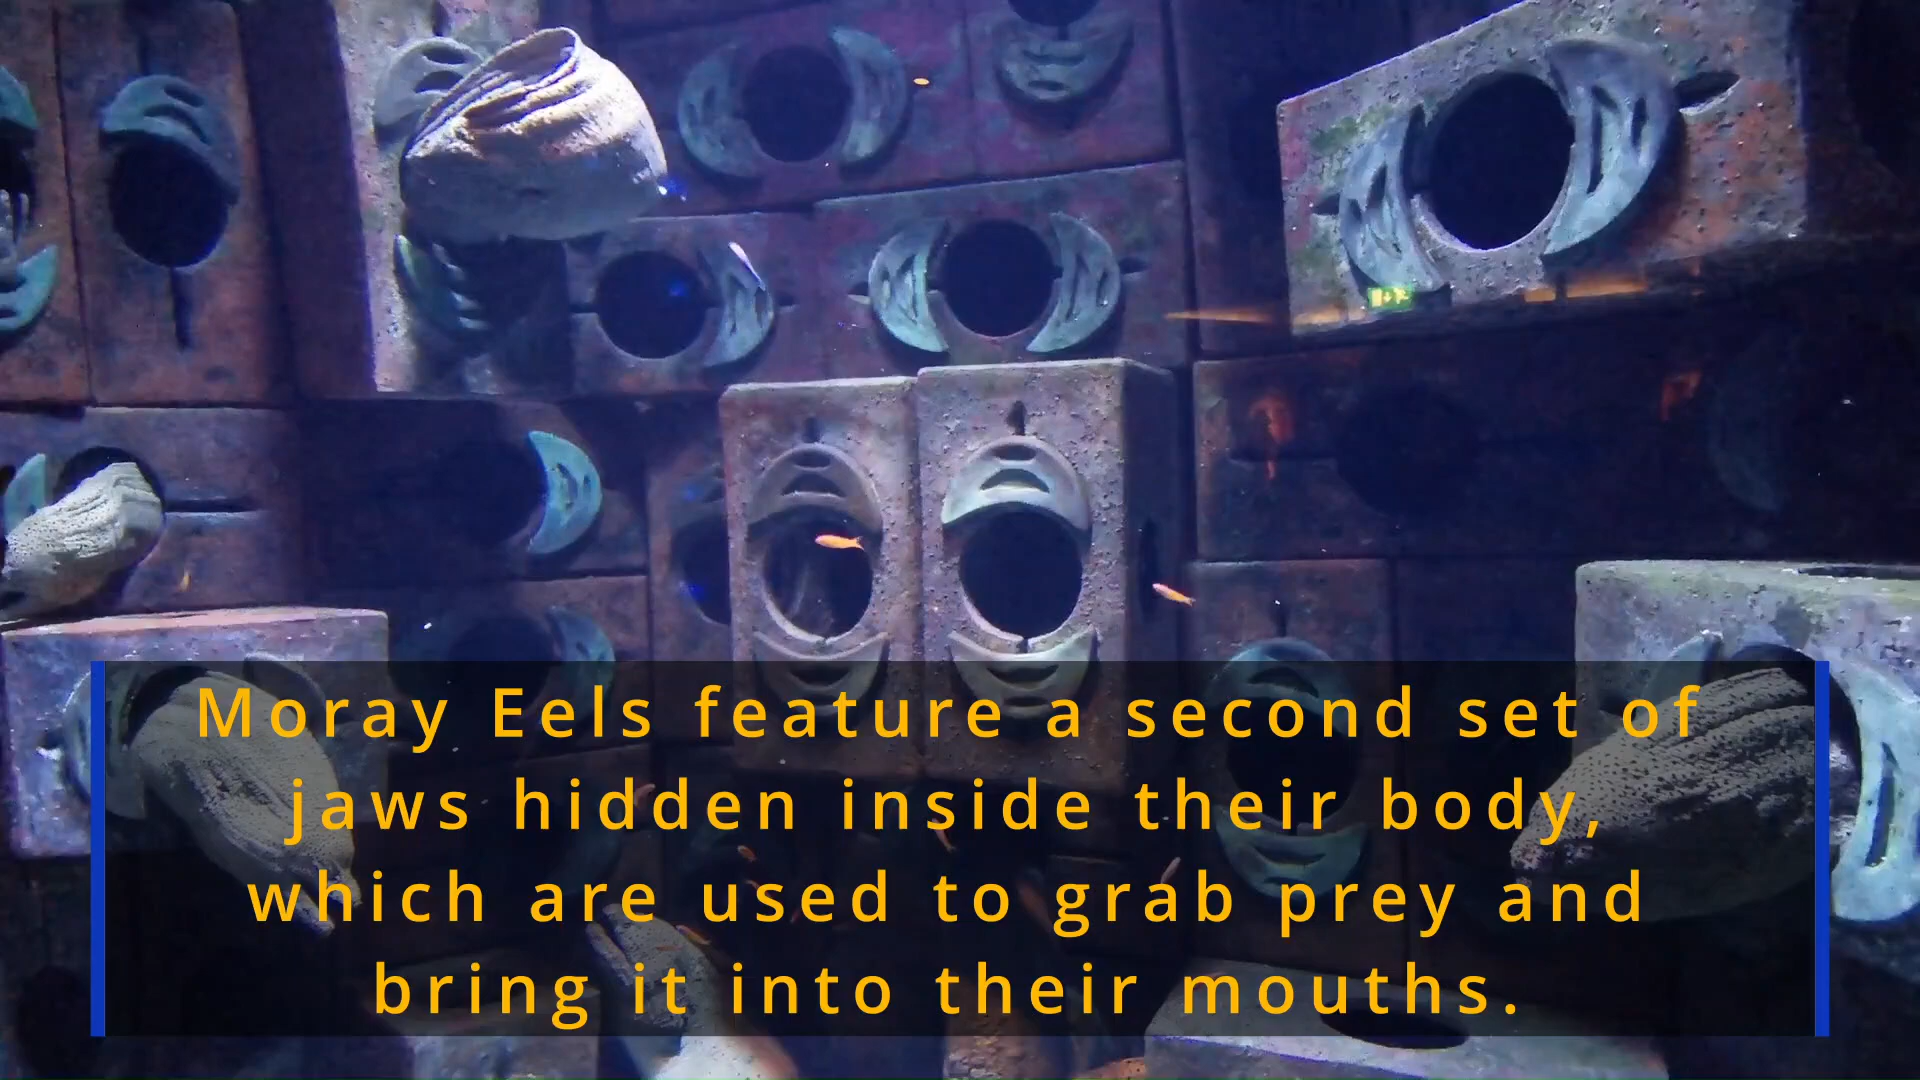 Moray Eels feature a second set of
jaws hidden inside their body,
which are used to grab prey and
bring it into their mouths.